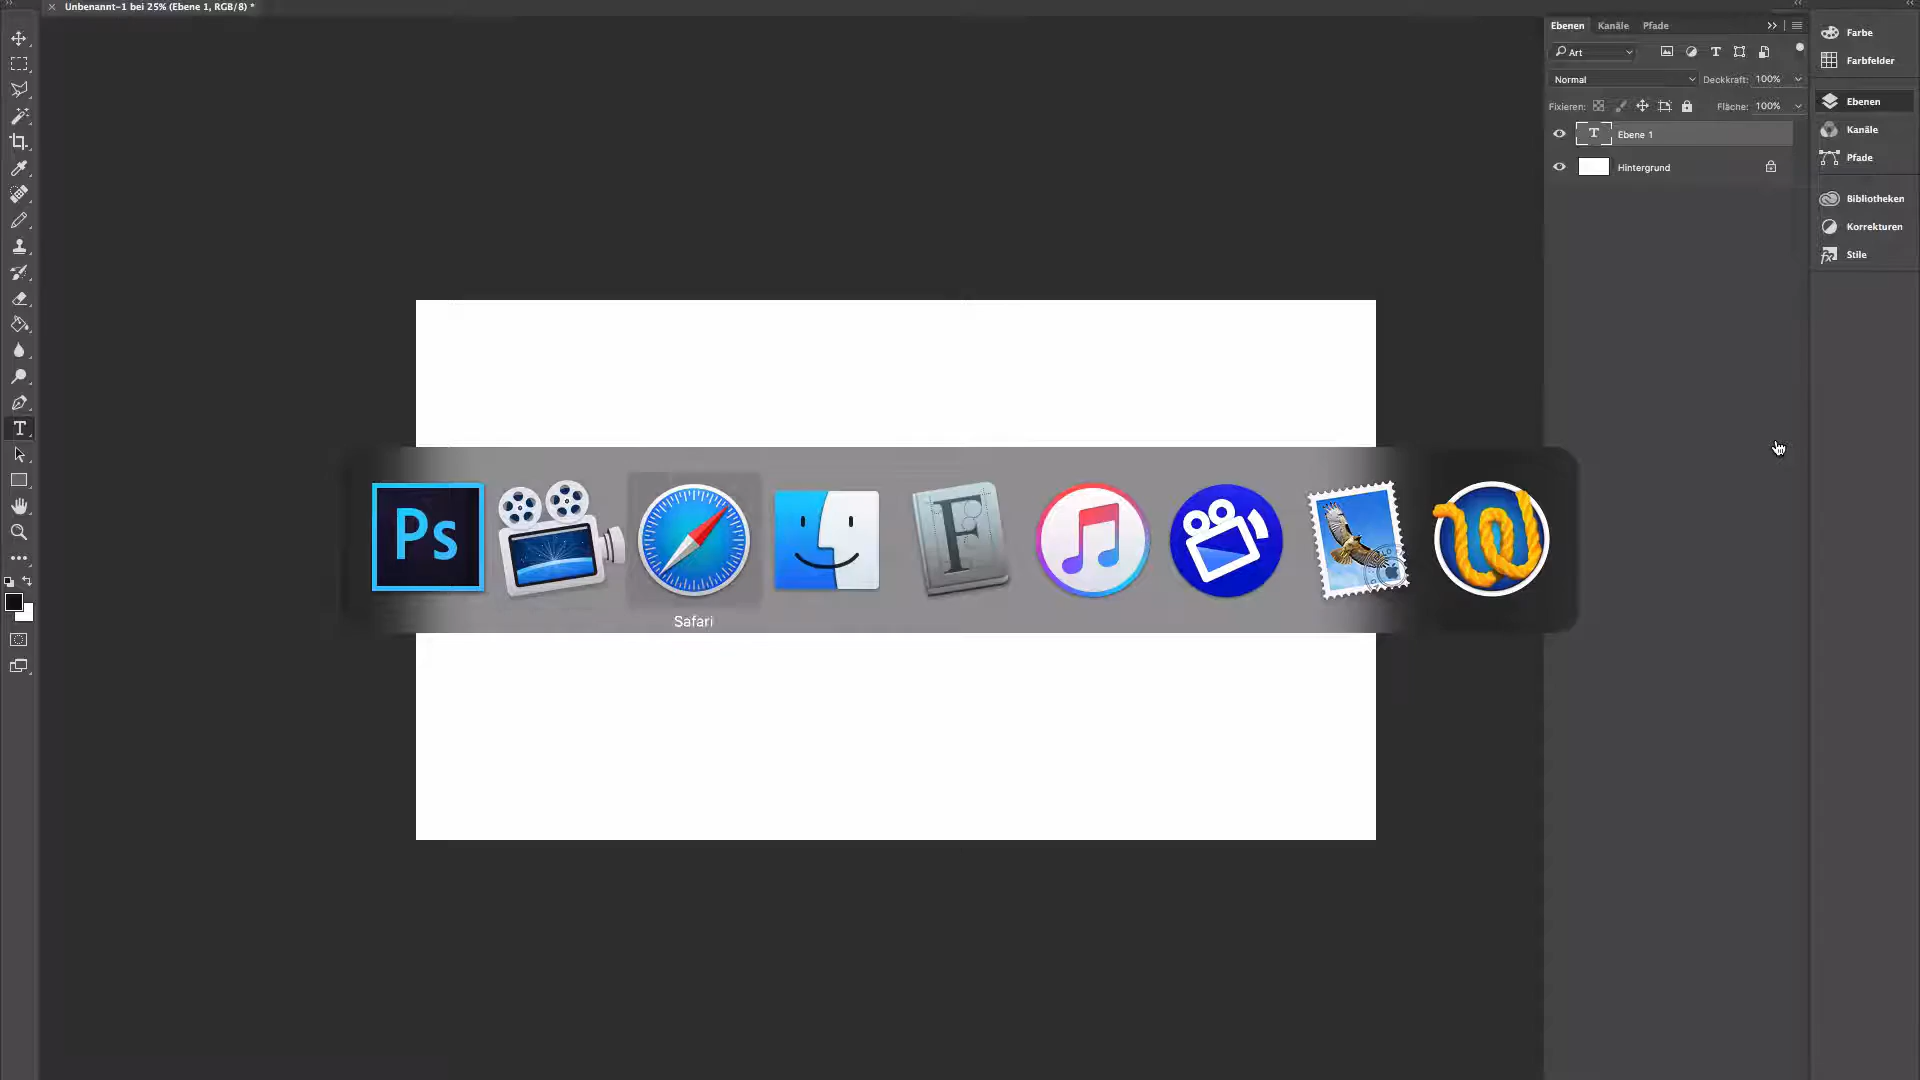 Unbenannt-1 bei 25% (Ebene 1, RGB/8) *
Ebenen Kanäle Pfade
Art
Normal Deckkraft: 100%
Fixieren: Fläche: 100%
T Ebene 1
Hintergrund
Farbe
Farbfelder
Ebenen
Kanäle
Pfade
Bibliotheken
Korrekturen
fx Stile
Ps
F
Safari